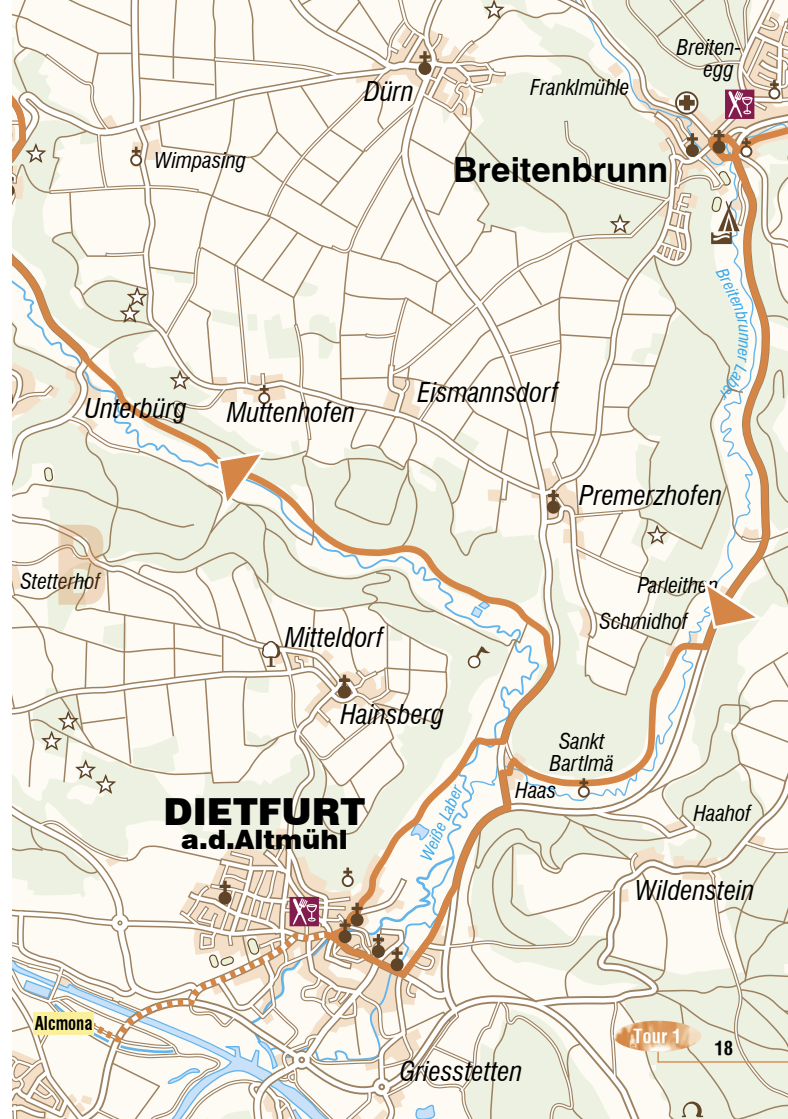 Breiten-
egg
Dürn
Franklmühle
Wimpasing
Breitenbrunn
Breitenbrunner Laber
Eismannsdorf
Unterbürg
Muttenhofen
Premerzhofen
Stetterhof
B
Parleithen
Schmidhof
Mitteldorf
Hainsberg
Sankt
Bartlmä
Haas
DIETFURT
a.d.Altmühl
Weiße Laber
Haahof
Wildenstein
Alcmona
Griesstetten
Tour 1
18